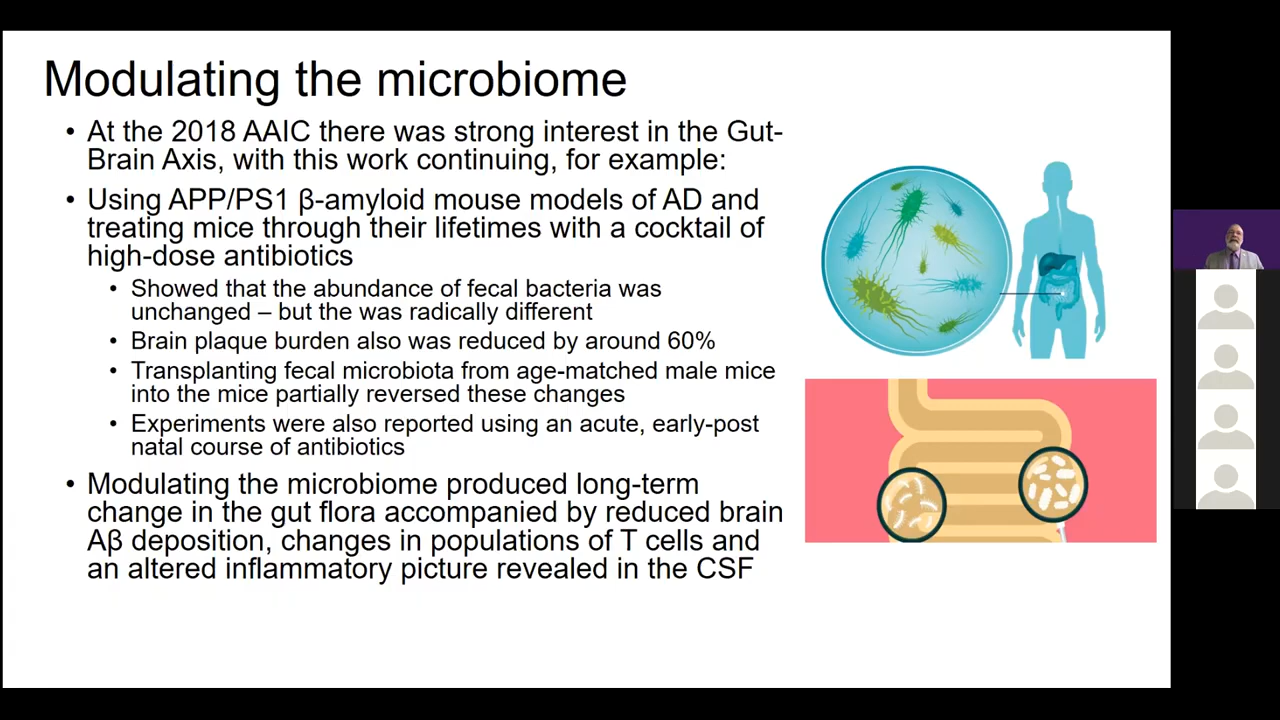 Modulating the microbiome
• At the 2018 AAIC there was strong interest in the Gut-
Brain Axis, with this work continuing, for example:
• Using APP/PS1 β-amyloid mouse models of AD and
treating mice through their lifetimes with a cocktail of
high-dose antibiotics
• Showed that the abundance of fecal bacteria was
unchanged – but the was radically different
• Brain plaque burden also was reduced by around 60%
• Transplanting fecal microbiota from age-matched male mice
into the mice partially reversed these changes
• Experiments were also reported using an acute, early-post
natal course of antibiotics
• Modulating the microbiome produced long-term
change in the gut flora accompanied by reduced brain
Aβ deposition, changes in populations of T cells and
an altered inflammatory picture revealed in the CSF